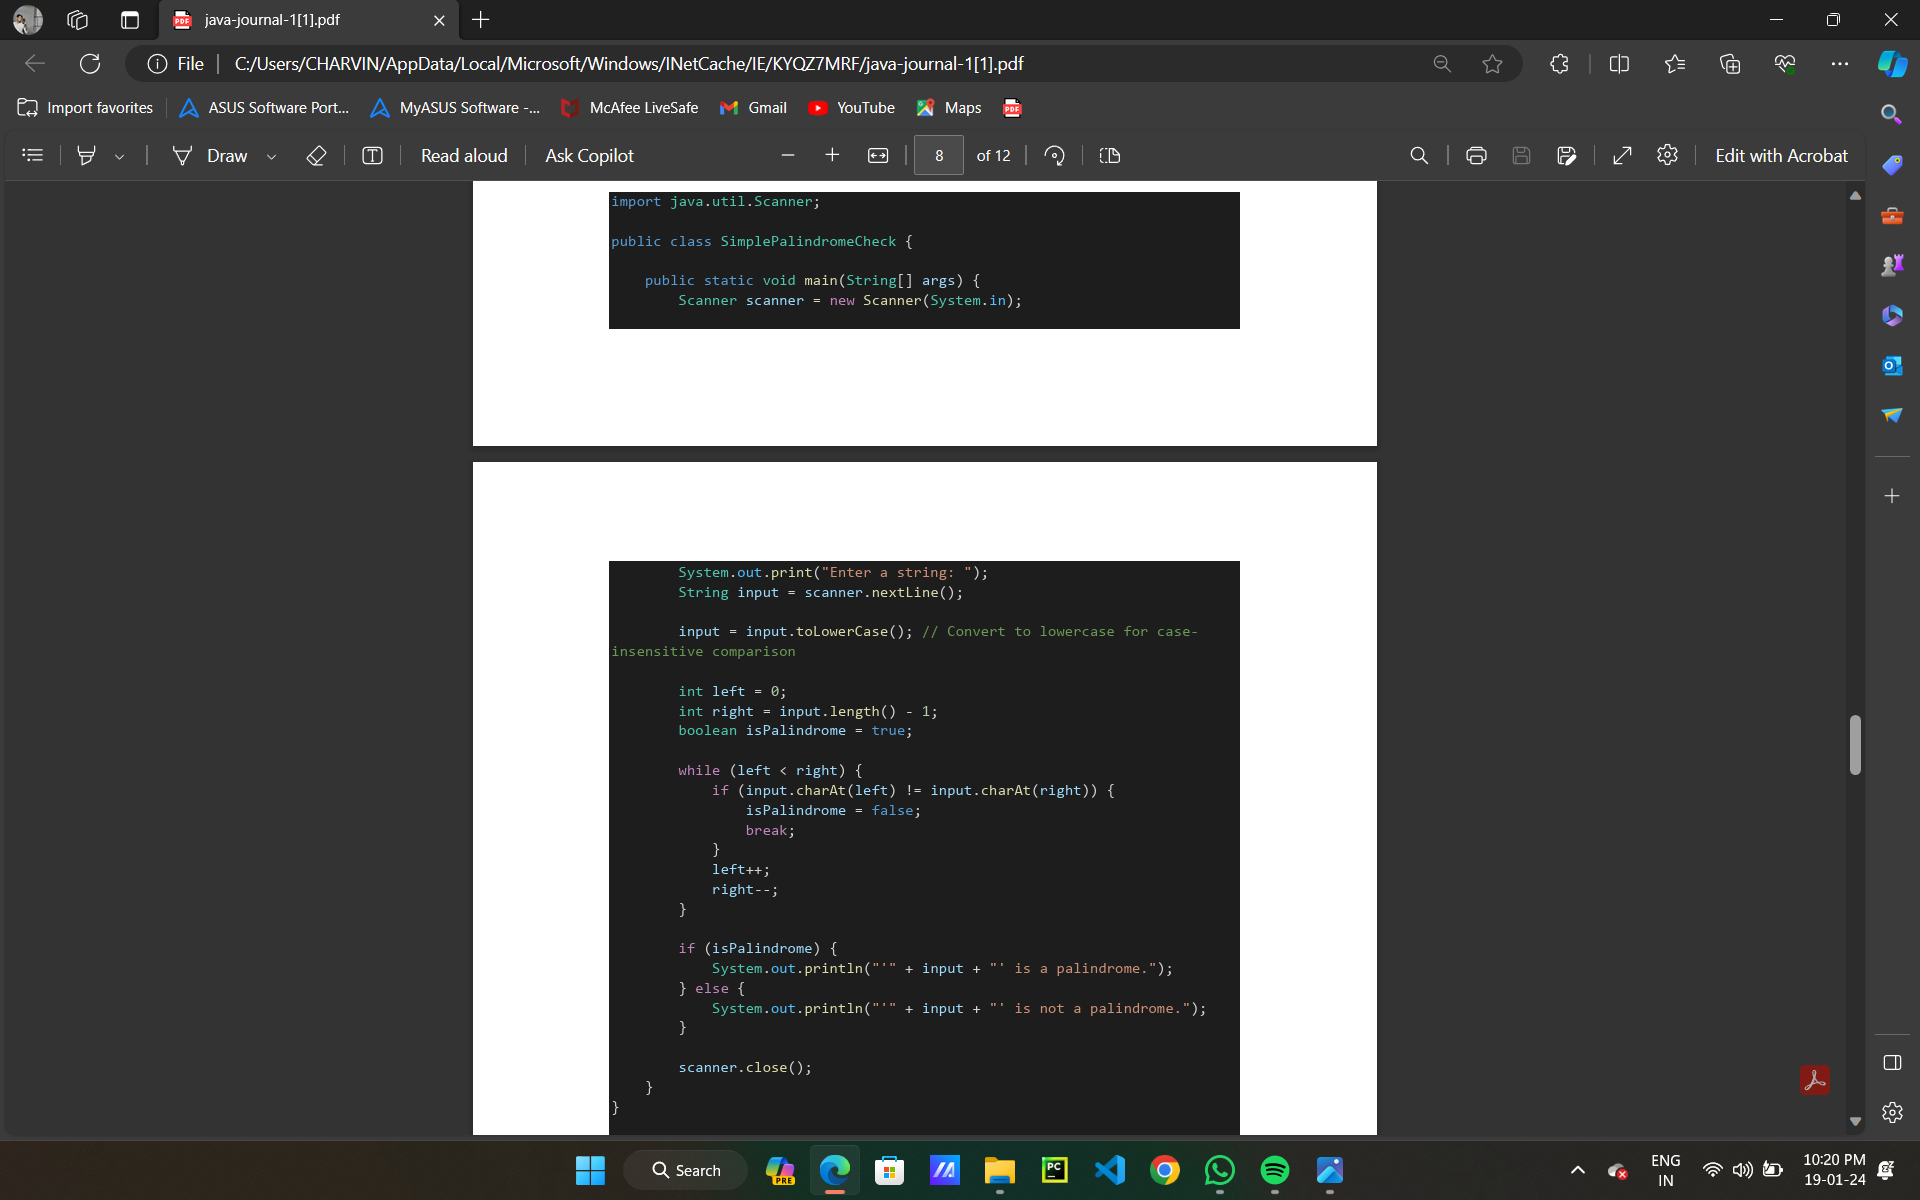 java-journal-1[1].pdf
File
C:/Users/CHARVIN/AppData/Local/Microsoft/Windows/INetCache/IE/KYQZ7MRF/java-journal-1[1].pdf
Import favorites
ASUS Software Port...
MyASUS Software -...
McAfee LiveSafe
Gmail
YouTube
Maps
Draw
Read aloud
Ask Copilot
8
of 12
Edit with Acrobat
import java.util.Scanner;
public class SimplePalindromeCheck {
    public static void main(String[] args) {
        Scanner scanner = new Scanner(System.in);
        System.out.print("Enter a string: ");
        String input = scanner.nextLine();
        input = input.toLowerCase(); // Convert to lowercase for case-
insensitive comparison
        int left = 0;
        int right = input.length() - 1;
        boolean isPalindrome = true;
        while (left < right) {
            if (input.charAt(left) != input.charAt(right)) {
                isPalindrome = false;
                break;
            }
            left++;
            right--;
        }
        if (isPalindrome) {
            System.out.println("'" + input + "' is a palindrome.");
        } else {
            System.out.println("'" + input + "' is not a palindrome.");
        }
        scanner.close();
    }
}
Search
PRE
PC
ENG
IN
10:20 PM
19-01-24